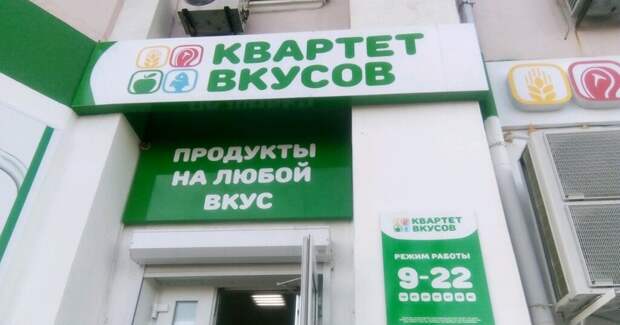 КВАРТЕТ
ВКУСОВ
ПРОДУКТЫ
НА ЛЮБОЙ
ВКУС
КВАРТЕТ
ВКУСОВ
РЕЖИМ РАБОТЫ
9-22